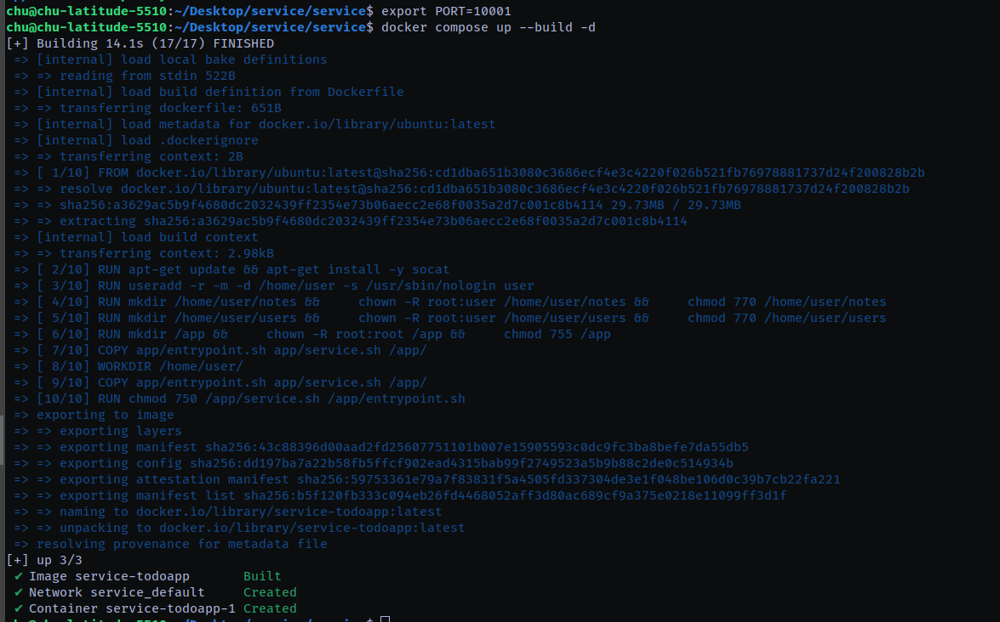 chu@chu-latitude-5510:~/Desktop/service/service$ export PORT=10001
chu@chu-latitude-5510:~/Desktop/service/service$ docker compose up --build -d
[+] Building 14.1s (17/17) FINISHED
=> [internal] load local bake definitions
=> => reading from stdin 522B
=> [internal] load build definition from Dockerfile
=> => transferring dockerfile: 651B
=> [internal] load metadata for docker.io/library/ubuntu:latest
=> [internal] load .dockerignore
=> => transferring context: 2B
=> [ 1/10] FROM docker.io/library/ubuntu:latest@sha256:cd1dba651b3080c3686ecf4e3c4220f026b521fb76978881737d24f200828b2b
=> => resolve docker.io/library/ubuntu:latest@sha256:cd1dba651b3080c3686ecf4e3c4220f026b521fb76978881737d24f200828b2b
=> => sha256:a3629ac5b9f4680dc2032439ff2354e73b06aecc2e68f0035a2d7c001c8b4114 29.73MB / 29.73MB
=> => extracting sha256:a3629ac5b9f4680dc2032439ff2354e73b06aecc2e68f0035a2d7c001c8b4114
=> [internal] load build context
=> => transferring context: 2.98kB
=> [ 2/10] RUN apt-get update && apt-get install -y socat
=> [ 3/10] RUN useradd -r -m -d /home/user -s /usr/sbin/nologin user
=> [ 4/10] RUN mkdir /home/user/notes &&     chown -R root:user /home/user/notes &&     chmod 770 /home/user/notes
=> [ 5/10] RUN mkdir /home/user/users &&     chown -R root:user /home/user/users &&     chmod 770 /home/user/users
=> [ 6/10] RUN mkdir /app &&     chown -R root:root /app &&     chmod 755 /app
=> [ 7/10] COPY app/entrypoint.sh app/service.sh /app/
=> [ 8/10] WORKDIR /home/user/
=> [ 9/10] COPY app/entrypoint.sh app/service.sh /app/
=> [10/10] RUN chmod 750 /app/service.sh /app/entrypoint.sh
=> exporting to image
=> => exporting layers
=> => exporting manifest sha256:43c88396d00aad2fd25607751101b007e15905593c0dc9fc3ba8befe7da55db5
=> => exporting config sha256:dd197ba7a22b58fb5ffcf902ead4315bab99f2749523a5b9b88c2de0c514934b
=> => exporting attestation manifest sha256:59753361e79a7f83831f5a4505fd337304de3e1f048be106d0c39b7cb22fa221
=> => exporting manifest list sha256:b5f120fb333c094eb26fd4468052aff3d80ac689cf9a375e0218e11099ff3d1f
=> => naming to docker.io/library/service-todoapp:latest
=> => unpacking to docker.io/library/service-todoapp:latest
=> resolving provenance for metadata file
[+] up 3/3
✔ Image service-todoapp       Built
✔ Network service_default     Created
✔ Container service-todoapp-1 Created
chu@chu-latitude-5510:~/Desktop/service/service$